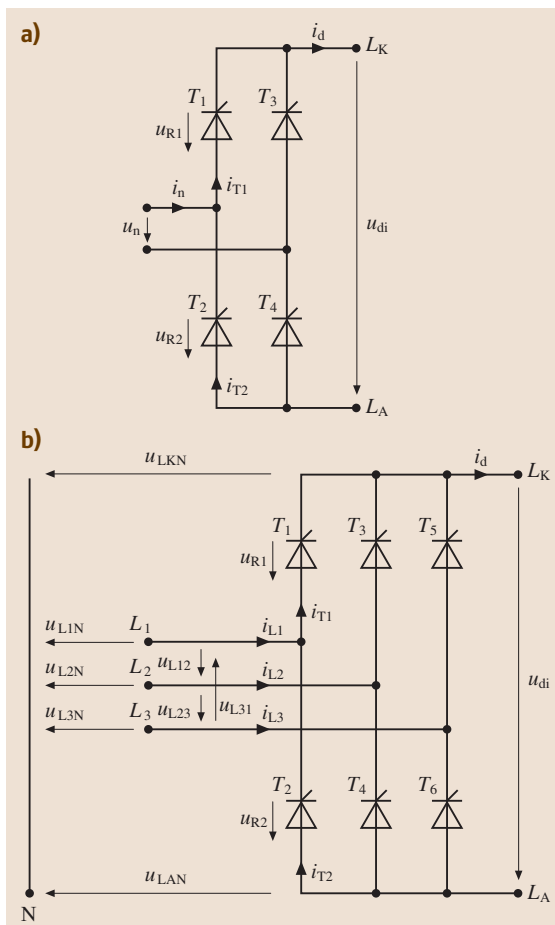 a)
i_d
L_K
T_1
T_3
u_R1
i_n
i_T1
u_n
u_di
T_2
T_4
u_R2
i_T2
L_A
b)
u_LKN
i_d
L_K
T_1
T_3
T_5
u_R1
i_T1
u_L1N
L_1
i_L1
u_L12
u_L2N
L_2
i_L2
u_L3N
L_3
u_L23
u_L31
i_L3
u_di
T_2
T_4
T_6
u_R2
u_LAN
i_T2
N
L_A